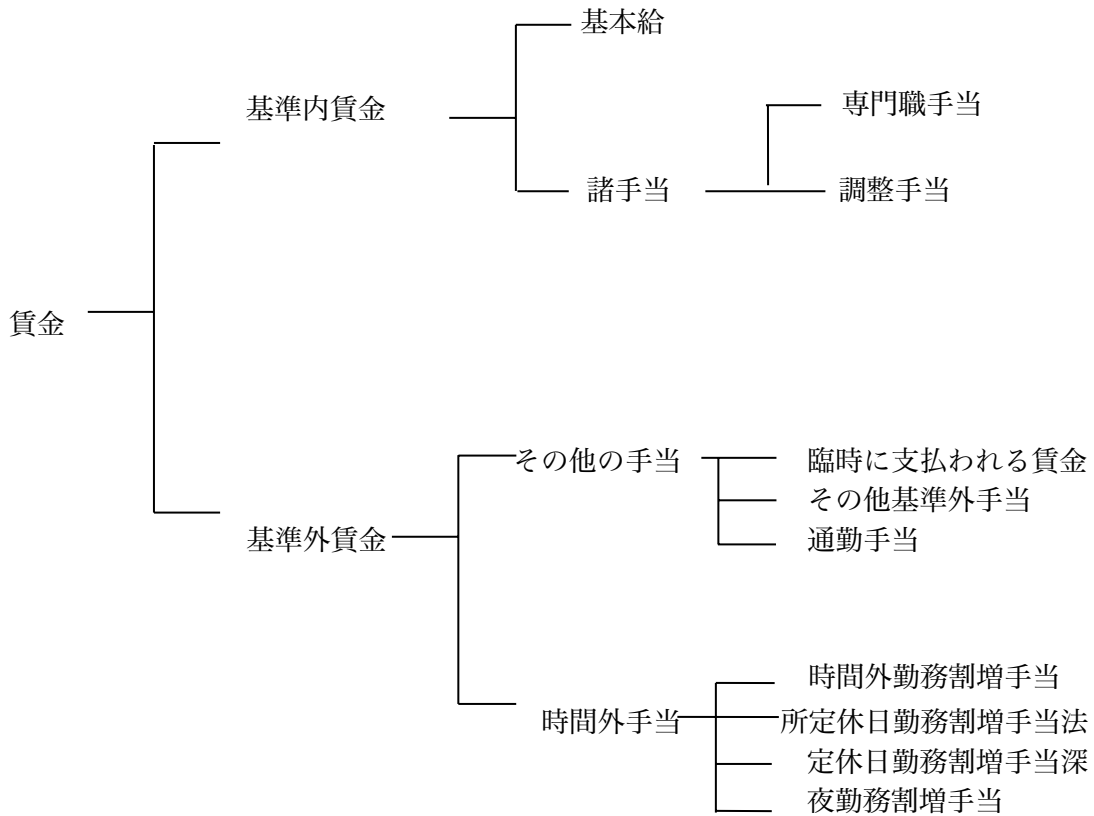 基本給
基準内賃金
専門職手当
諸手当
調整手当
賃金
その他の手当
臨時に支払われる賃金
その他基準外手当
基準外賃金
通勤手当
時間外勤務割増手当
時間外手当
所定休日勤務割増手当法
定休日勤務割増手当深
夜勤務割増手当